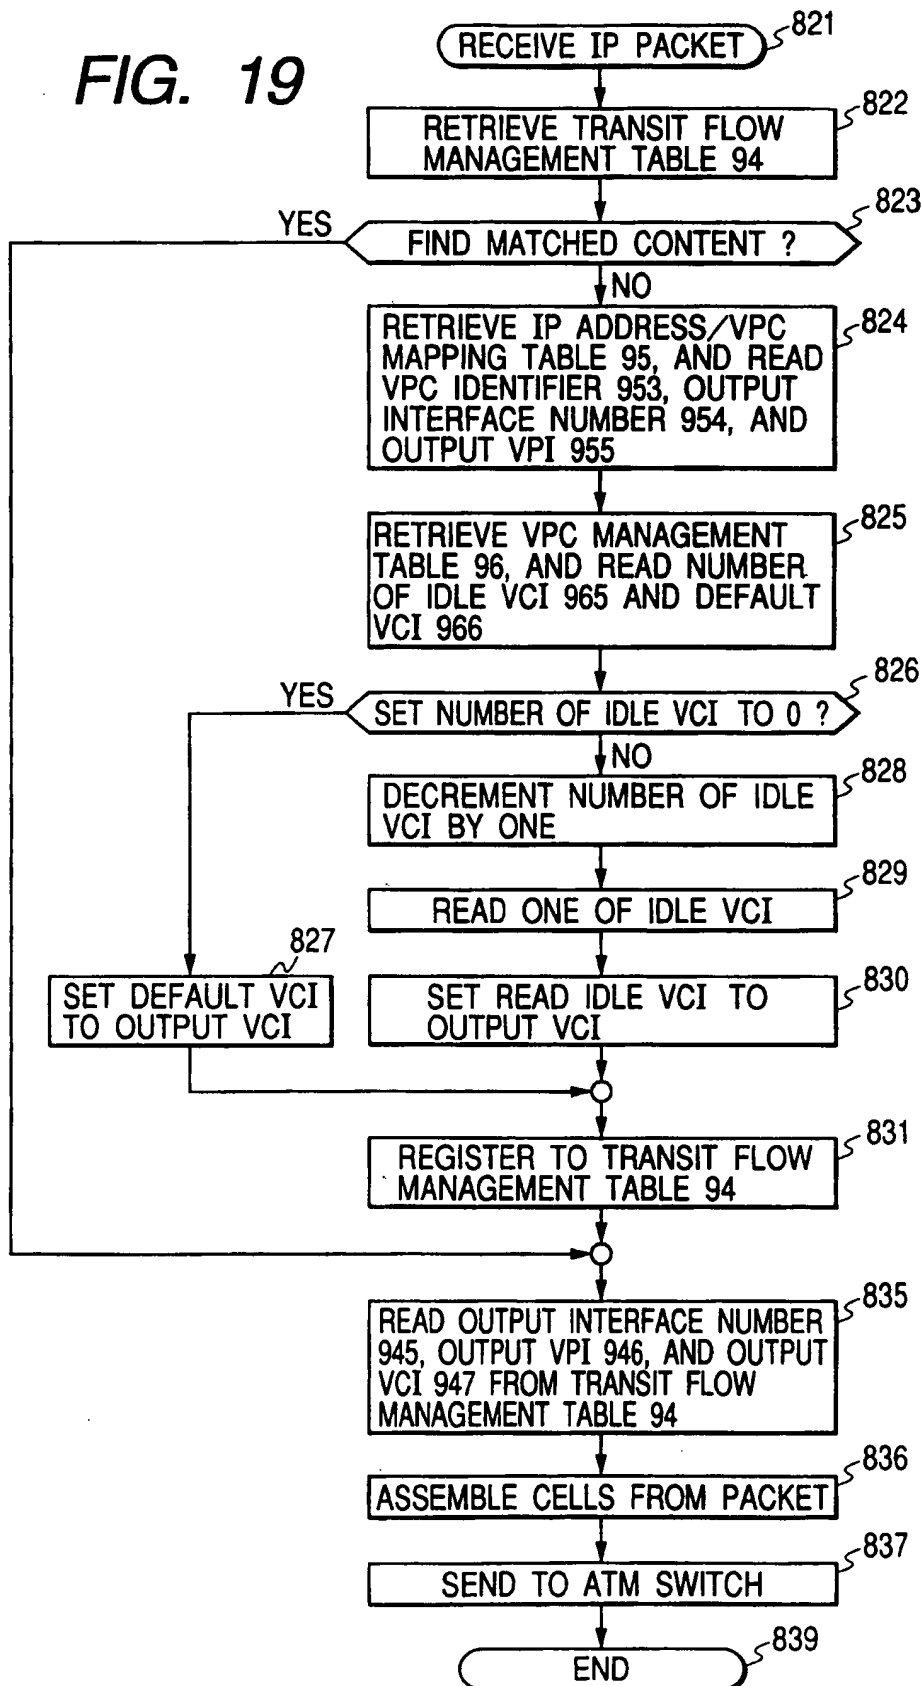 FIG. 19
RECEIVE IP PACKET
821
822
RETRIEVE TRANSIT FLOW
MANAGEMENT TABLE 94
823
YES
FIND MATCHED CONTENT ?
NO
824
RETRIEVE IP ADDRESS/VPC
MAPPING TABLE 95, AND READ
VPC IDENTIFIER 953, OUTPUT
INTERFACE NUMBER 954, AND
OUTPUT VPI 955
825
RETRIEVE VPC MANAGEMENT
TABLE 96, AND READ NUMBER
OF IDLE VCI 965 AND DEFAULT
VCI 966
826
YES
SET NUMBER OF IDLE VCI TO 0 ?
NO
828
DECREMENT NUMBER OF IDLE
VCI BY ONE
829
READ ONE OF IDLE VCI
827
SET DEFAULT VCI
TO OUTPUT VCI
830
SET READ IDLE VCI TO
OUTPUT VCI
831
REGISTER TO TRANSIT FLOW
MANAGEMENT TABLE 94
835
READ OUTPUT INTERFACE NUMBER
945, OUTPUT VPI 946, AND OUTPUT
VCI 947 FROM TRANSIT FLOW
MANAGEMENT TABLE 94
836
ASSEMBLE CELLS FROM PACKET
837
SEND TO ATM SWITCH
839
END